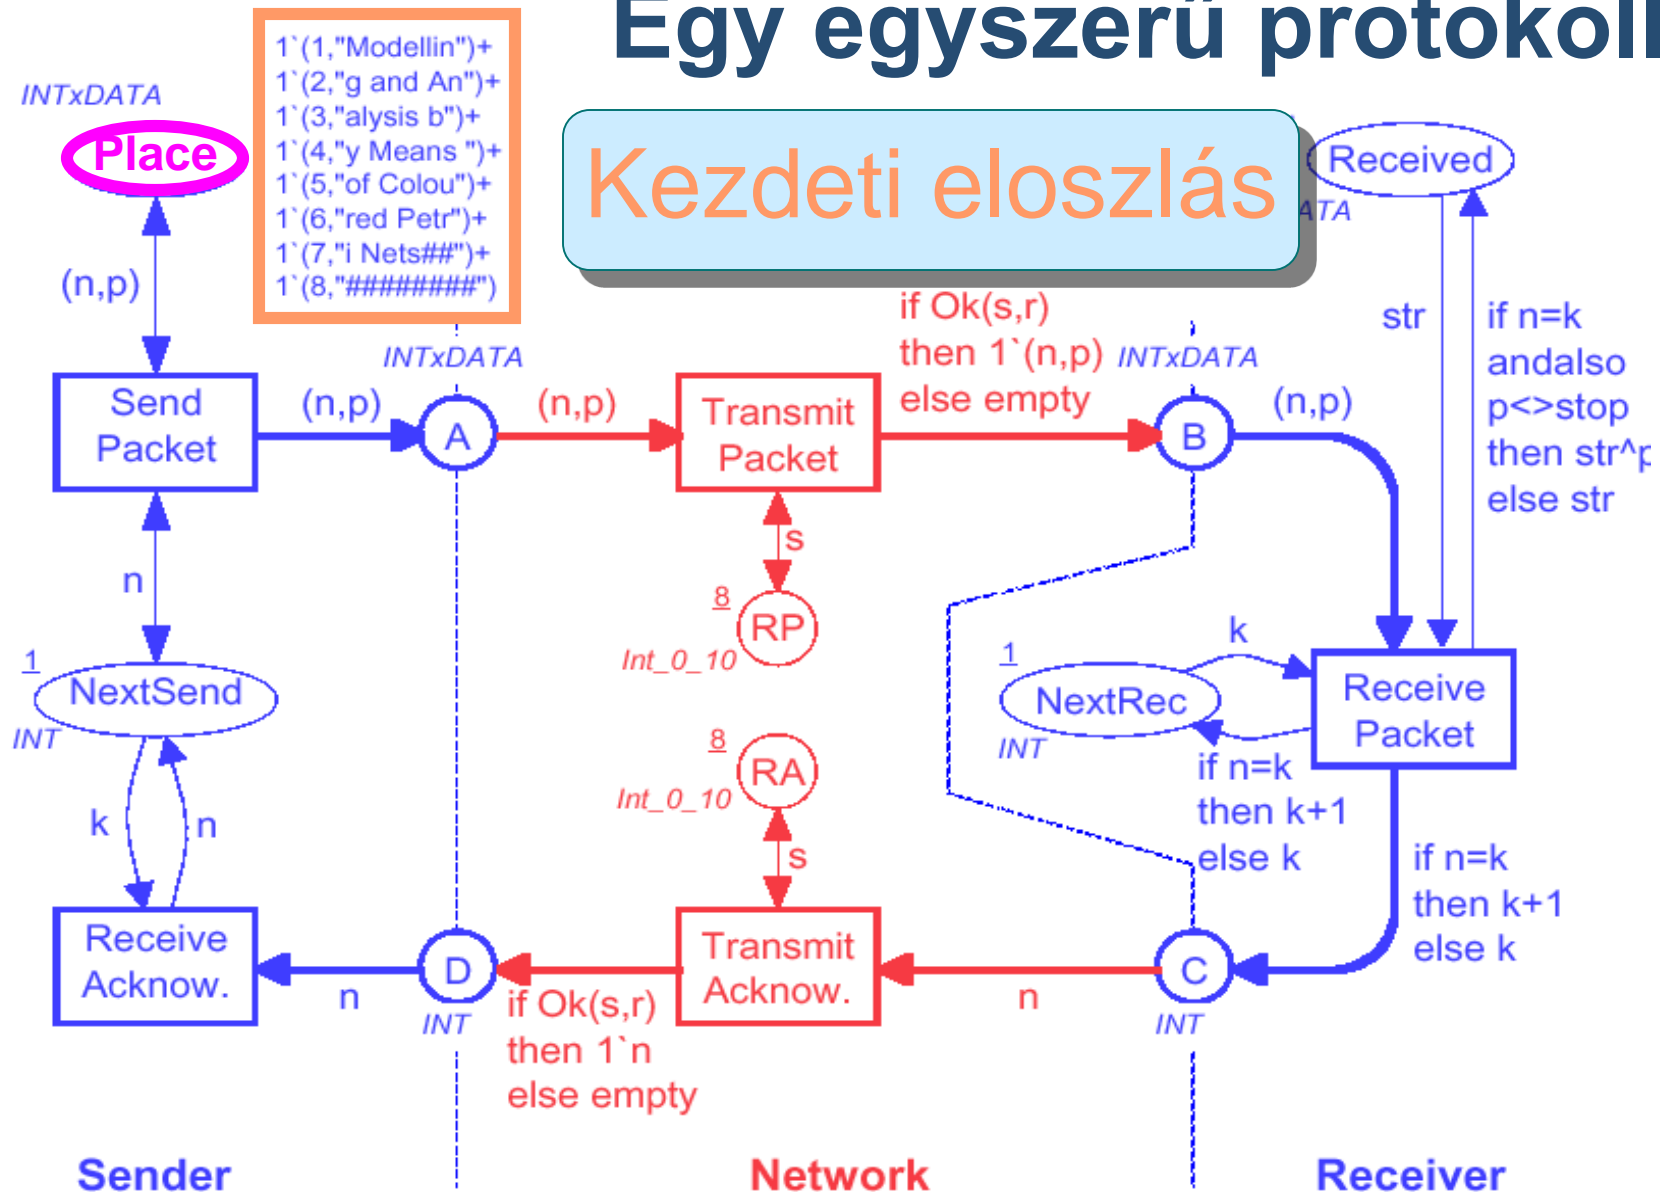 Egy egyszerű protokoll
1`(1,"Modellin")+
1`(2,"g and An")+
1`(3,"alysis b")+
1`(4,"y Means ")+
1`(5,"of Colou")+
1`(6,"red Petr")+
1`(7,"i Nets##")+
1`(8,"########")
INTxDATA
Place
Kezdeti eloszlás
Received
ATA
(n,p)
if Ok(s,r)
then 1`(n,p)
else empty
str
if n=k
andalso
p<>stop
then str^p
else str
INTxDATA
INTxDATA
Send
Packet
(n,p)
A
(n,p)
Transmit
Packet
B
(n,p)
n
s
8
RP
Int_0_10
1
NextSend
INT
k
1
NextRec
INT
Receive
Packet
8
RA
Int_0_10
if n=k
then k+1
else k
k
n
s
if n=k
then k+1
else k
Receive
Acknow.
n
D
INT
if Ok(s,r)
then 1`n
else empty
Transmit
Acknow.
n
C
INT
Sender
Network
Receiver